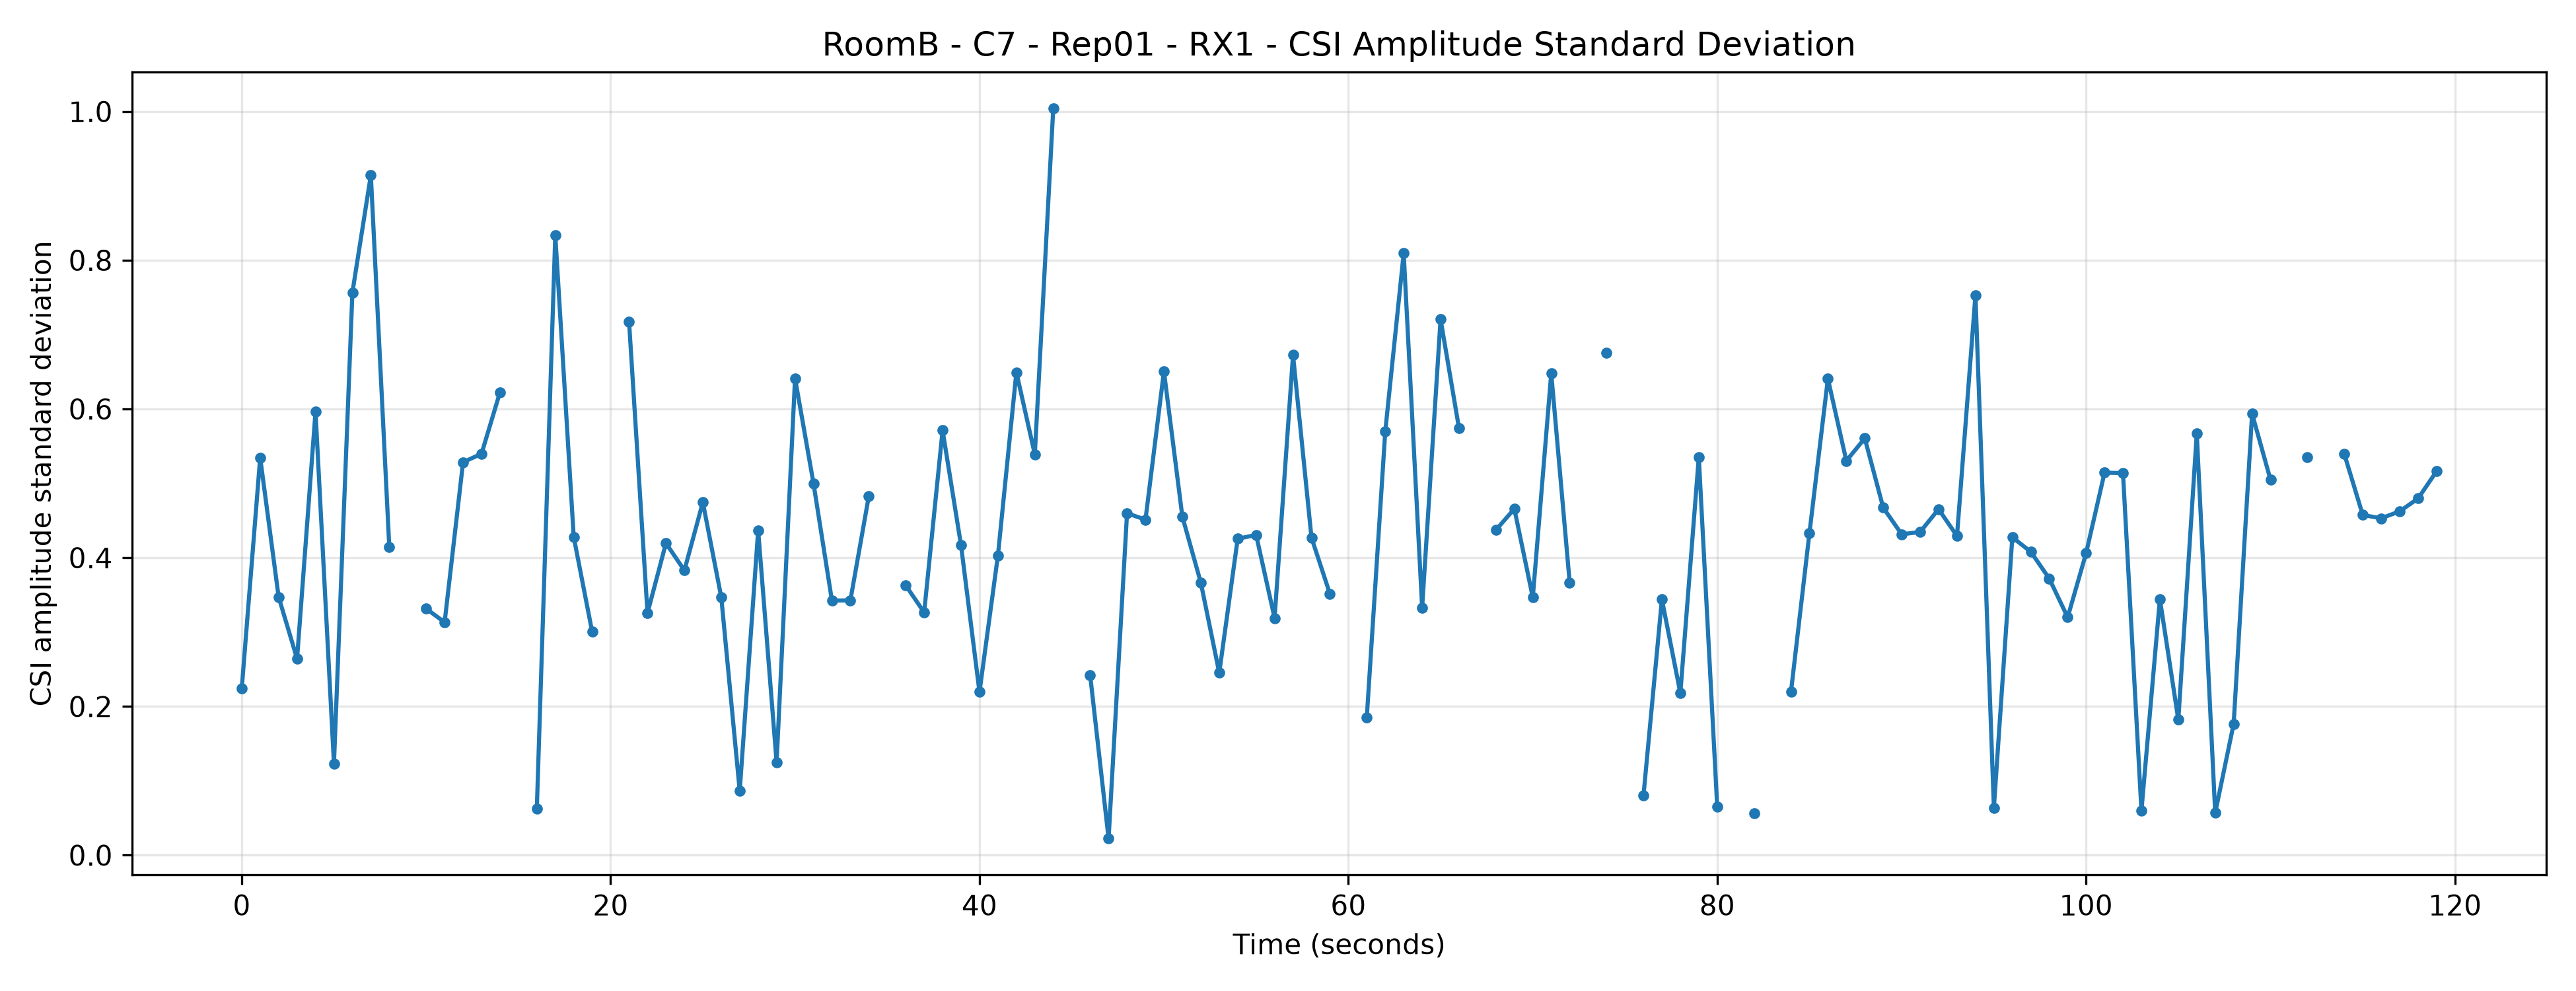 RoomB - C7 - Rep01 - RX1 - CSI Amplitude Standard Deviation
CSI amplitude standard deviation
1.0
0.8
0.6
0.4
0.2
0.0
0 20 40 60 80 100 120
Time (seconds)